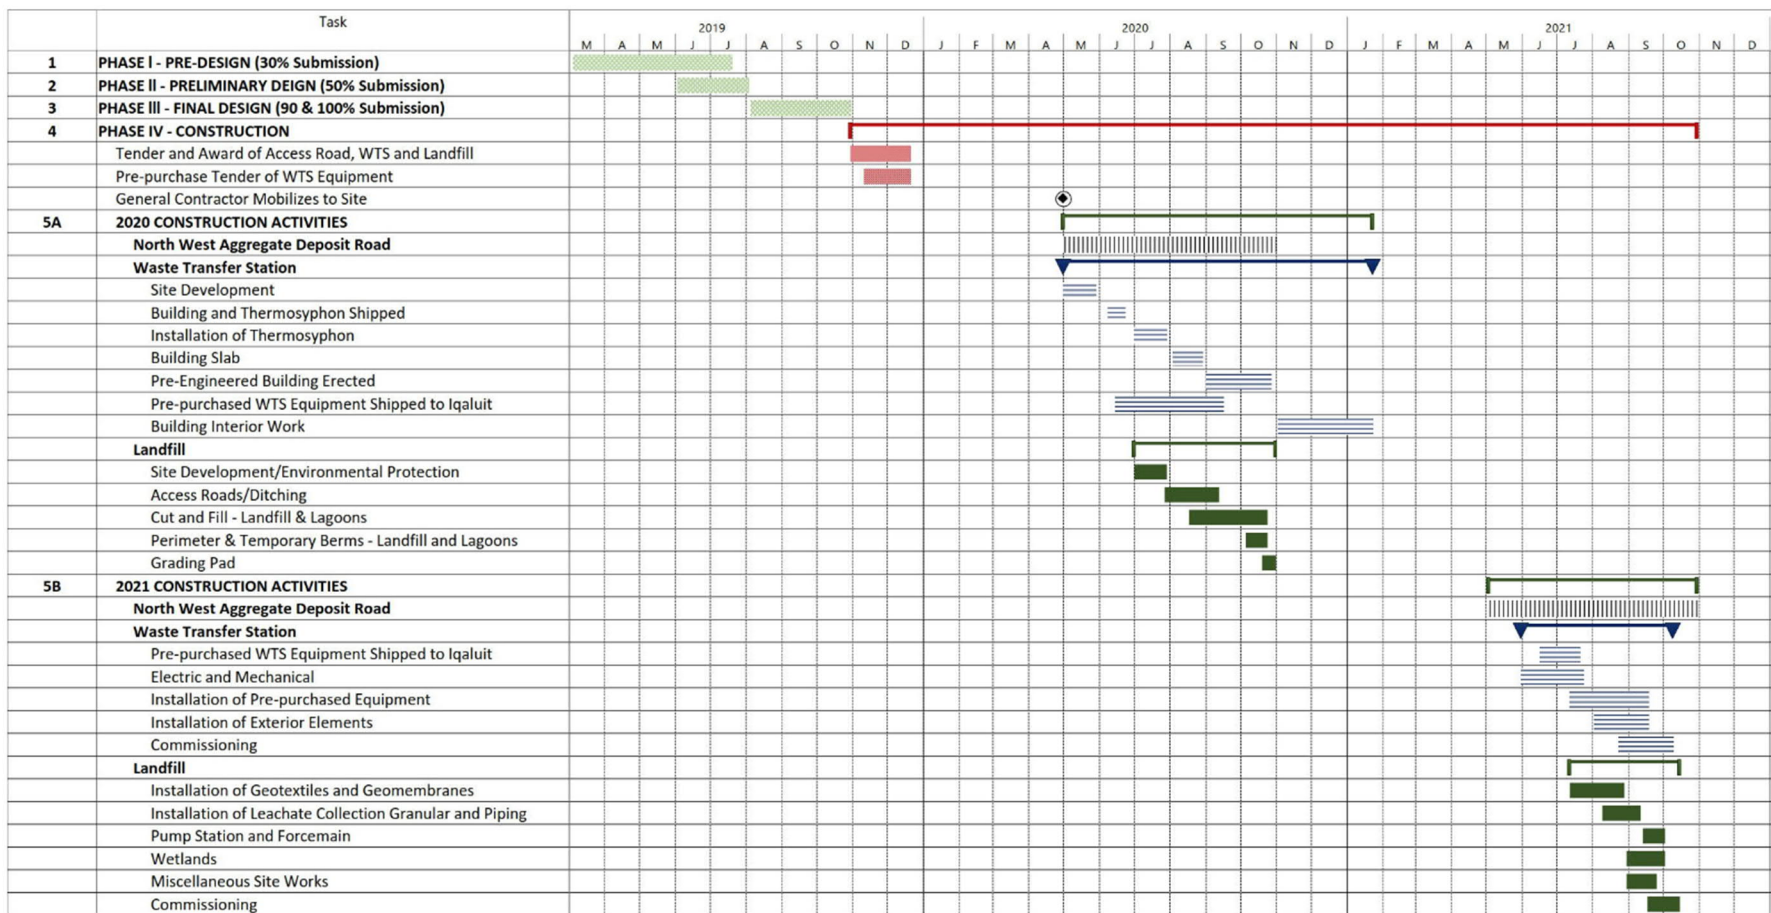 Task
2019 2020 2021
M A M J J A S O N D J F M A M J J A S O N D J F M A M J J A S O N D
1 PHASE I - PRE-DESIGN (30% Submission)
2 PHASE II - PRELIMINARY DEIGN (50% Submission)
3 PHASE III - FINAL DESIGN (90 & 100% Submission)
4 PHASE IV - CONSTRUCTION
Tender and Award of Access Road, WTS and Landfill
Pre-purchase Tender of WTS Equipment
General Contractor Mobilizes to Site
5A 2020 CONSTRUCTION ACTIVITIES
North West Aggregate Deposit Road
Waste Transfer Station
Site Development
Building and Thermosyphon Shipped
Installation of Thermosyphon
Building Slab
Pre-Engineered Building Erected
Pre-purchased WTS Equipment Shipped to Iqaluit
Building Interior Work
Landfill
Site Development/Environmental Protection
Access Roads/Ditching
Cut and Fill - Landfill & Lagoons
Perimeter & Temporary Berms - Landfill and Lagoons
Grading Pad
5B 2021 CONSTRUCTION ACTIVITIES
North West Aggregate Deposit Road
Waste Transfer Station
Pre-purchased WTS Equipment Shipped to Iqaluit
Electric and Mechanical
Installation of Pre-purchased Equipment
Installation of Exterior Elements
Commissioning
Landfill
Installation of Geotextiles and Geomembranes
Installation of Leachate Collection Granular and Piping
Pump Station and Forcemain
Wetlands
Miscellaneous Site Works
Commissioning